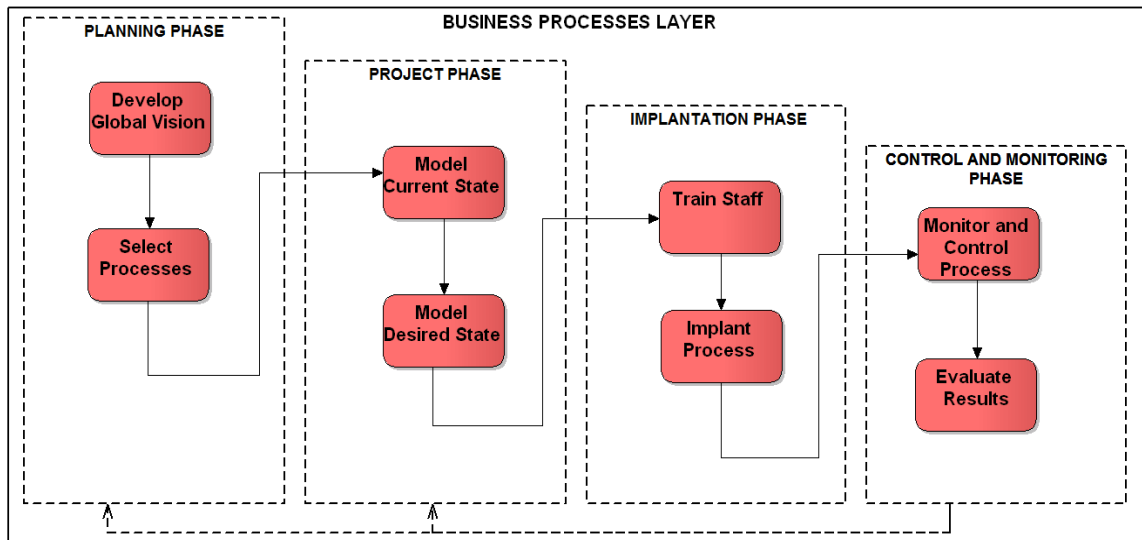 BUSINESS PROCESSES LAYER
PLANNING PHASE
Develop
Global Vision
Select
Processes
PROJECT PHASE
Model
Current State
Model
Desired State
IMPLANTATION PHASE
Train Staff
Implant
Process
CONTROL AND MONITORING
PHASE
Monitor and
Control
Process
Evaluate
Results